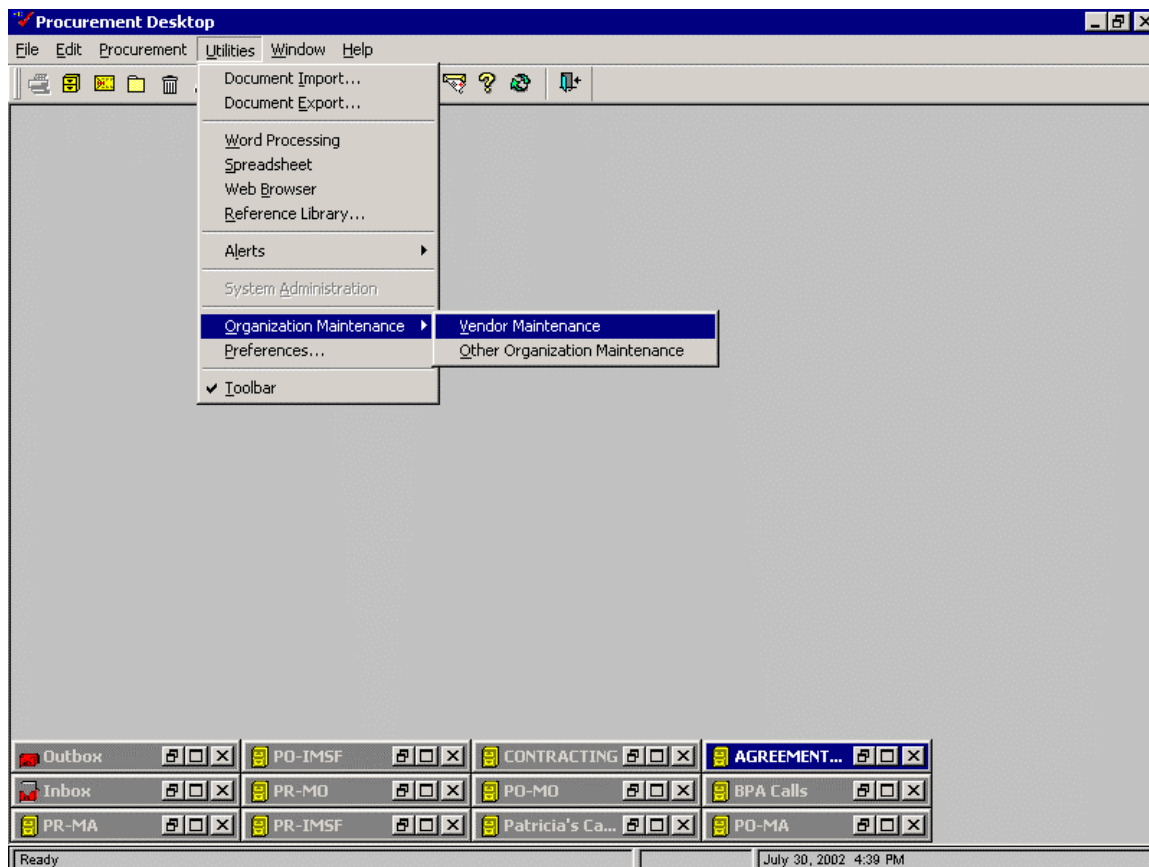 Procurement Desktop
File Edit Procurement Utilities Window Help
Document Import...
Document Export...
Word Processing
Spreadsheet
Web Browser
Reference Library...
Alerts
System Administration
Organization Maintenance
Vendor Maintenance
Preferences...
Other Organization Maintenance
Toolbar
Outbox PO-IMSF CONTRACTING AGREEMENT...
Inbox PR-MO PO-MO BPA Calls
PR-MA PR-IMSF Patricia's Ca... PO-MA
Ready July 30, 2002 4:39 PM